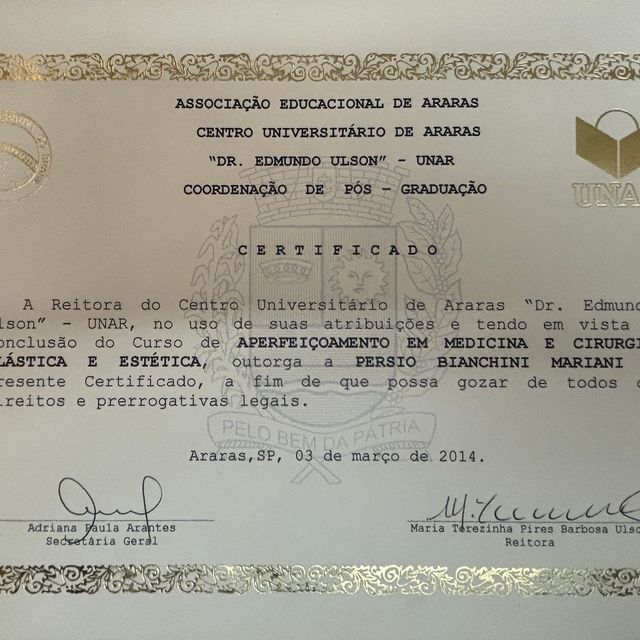 ASSOCIAÇÃO EDUCACIONAL DE ARARAS
CENTRO UNIVERSITÁRIO DE ARARAS
"DR. EDMUNDO ULSON" - UNAR
COORDENAÇÃO DE PÓS - GRADUAÇÃO
UNA
CERTIFICADO
A Reitora do Centro Universitário de Araras "Dr. Edmund
lson" - UNAR, no uso de suas atribuições e tendo em vista
onclusão do Curso de APERFEIÇOAMENTO EM MEDICINA E CIRURGI
LÁSTICA E ESTÉTICA, outorga a PERSIO BIANCHINI MARIANI
resente Certificado, a fim de que possa gozar de todos
ireitos e prerrogativas legais.
PELO BEM DA PATRIA
Araras,SP, 03 de março de 2014.
Adriana Paula Arantes
Secretária Geral
Maria Terezinha Pires Barbosa Ulso
Reitora